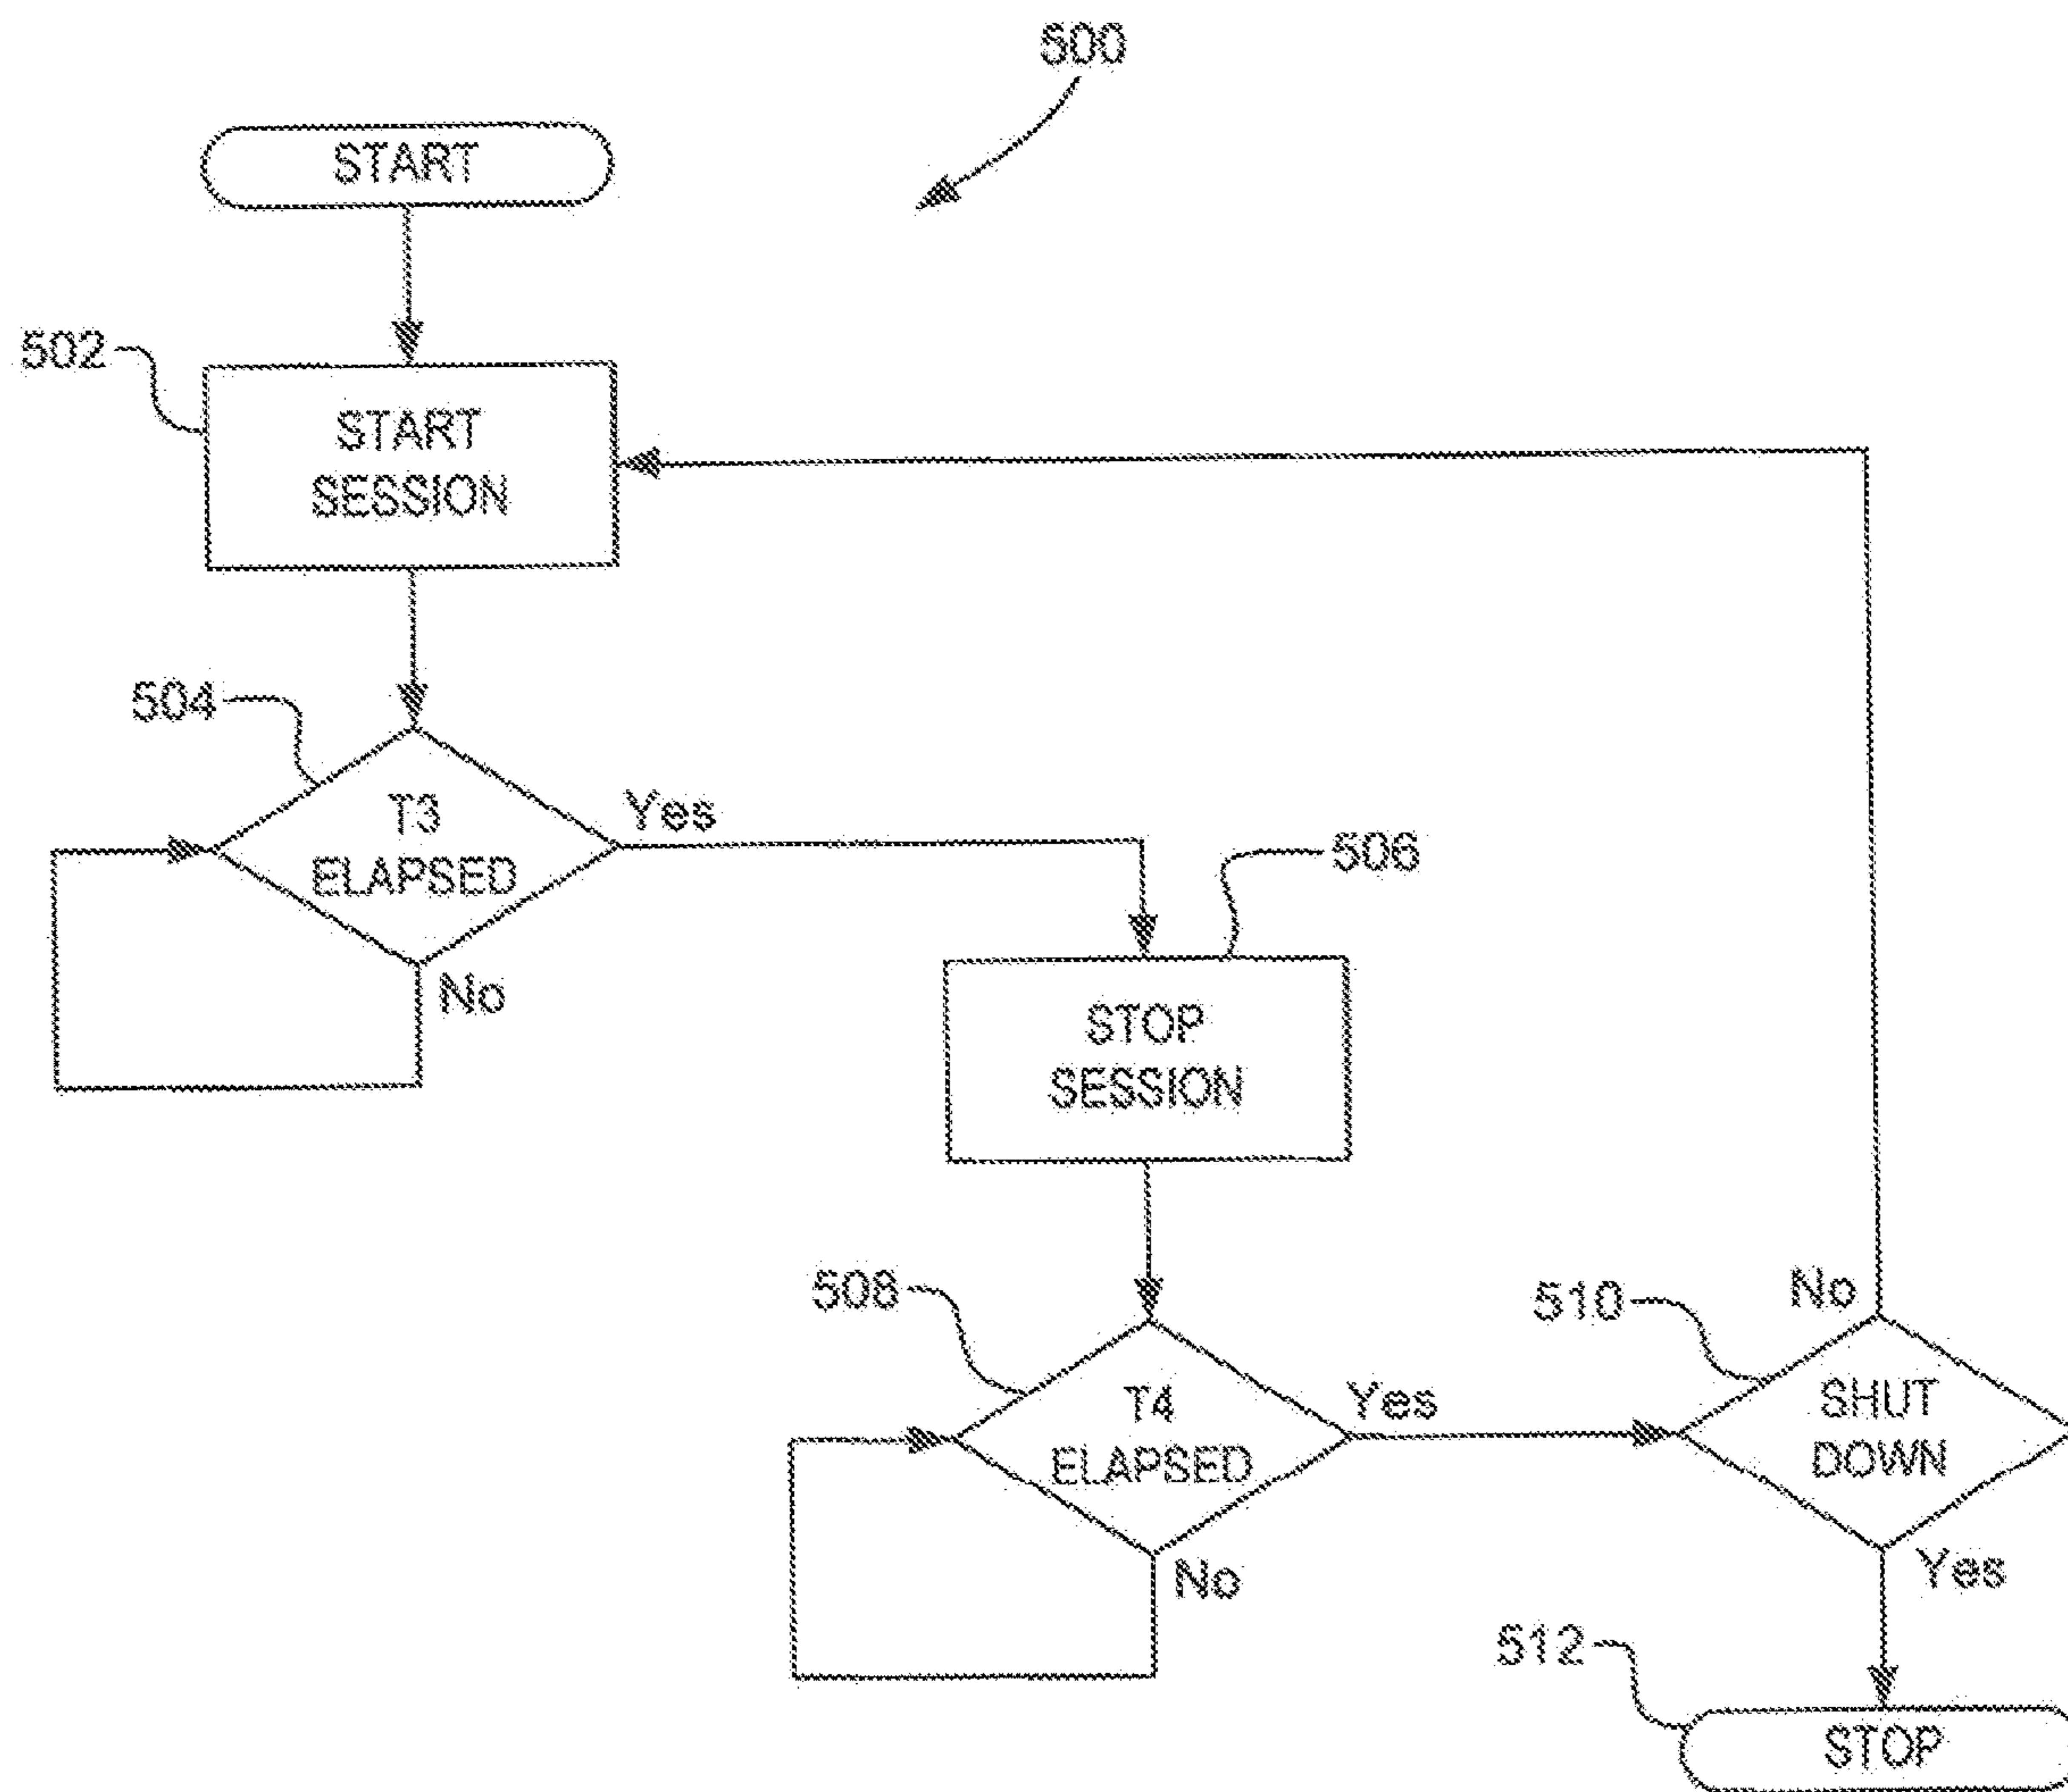 500
START
502
START
SESSION
504
T3
ELAPSED
Yes
No
506
STOP
SESSION
508
T4
ELAPSED
Yes
No
510
No
SHUT
DOWN
Yes
512
STOP